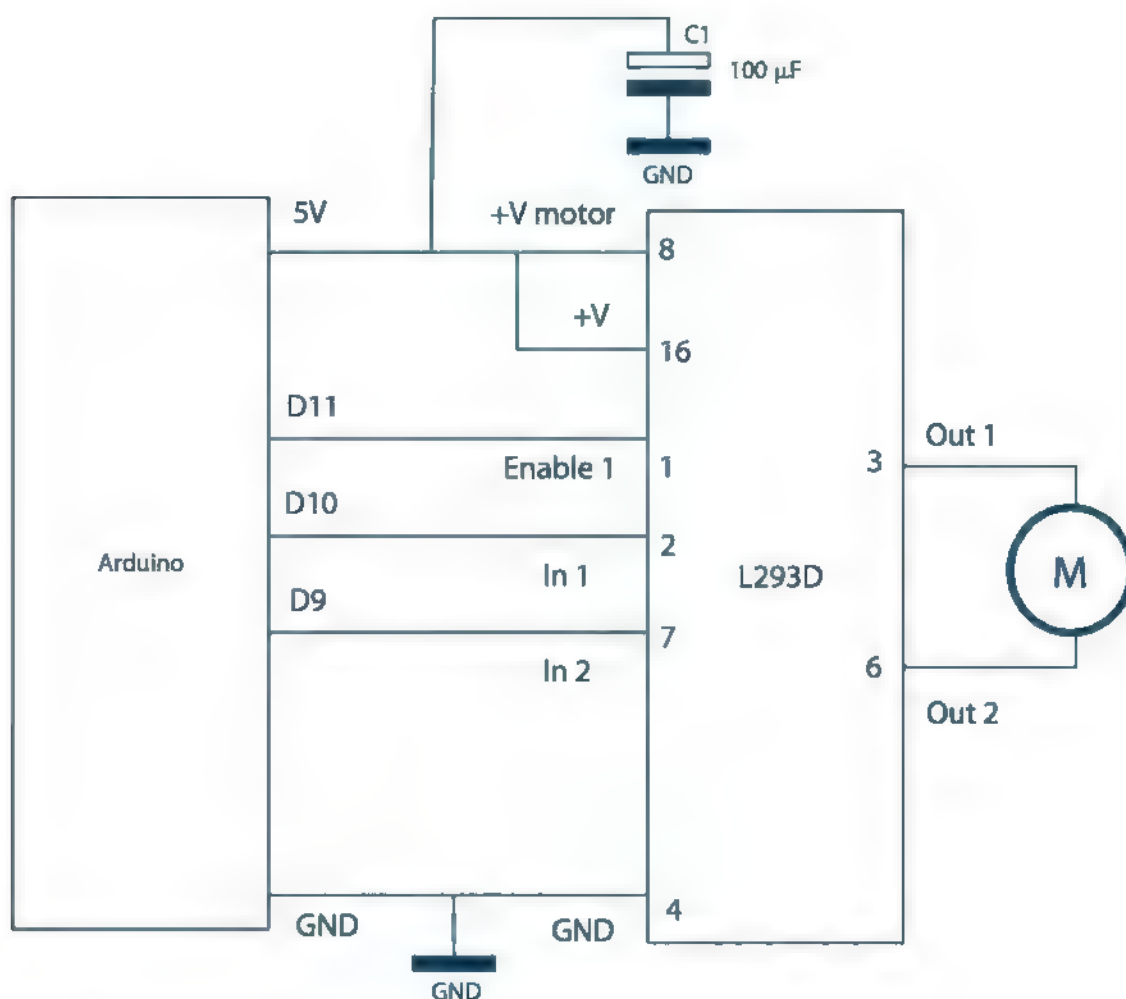 C1
100 µF
GND
5V
+V motor
8
+V
16
D11
Enable 1
1
D10
2
In 1
D9
7
In 2
Arduino
L293D
3
Out 1
M
6
Out 2
GND
GND
4
GND